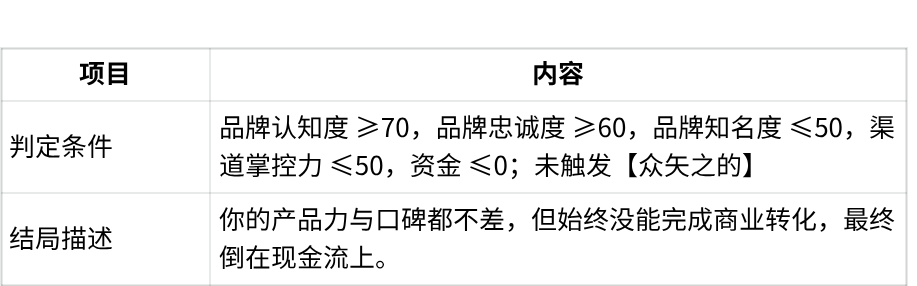 项目
内容
判定条件
品牌认知度 ≥70，品牌忠诚度 ≥60，品牌知名度 ≤50，渠
道掌控力 ≤50，资金 ≤0；未触发【众矢之的】
结局描述
你的产品力与口碑都不差，但始终没能完成商业转化，最终
倒在现金流上。